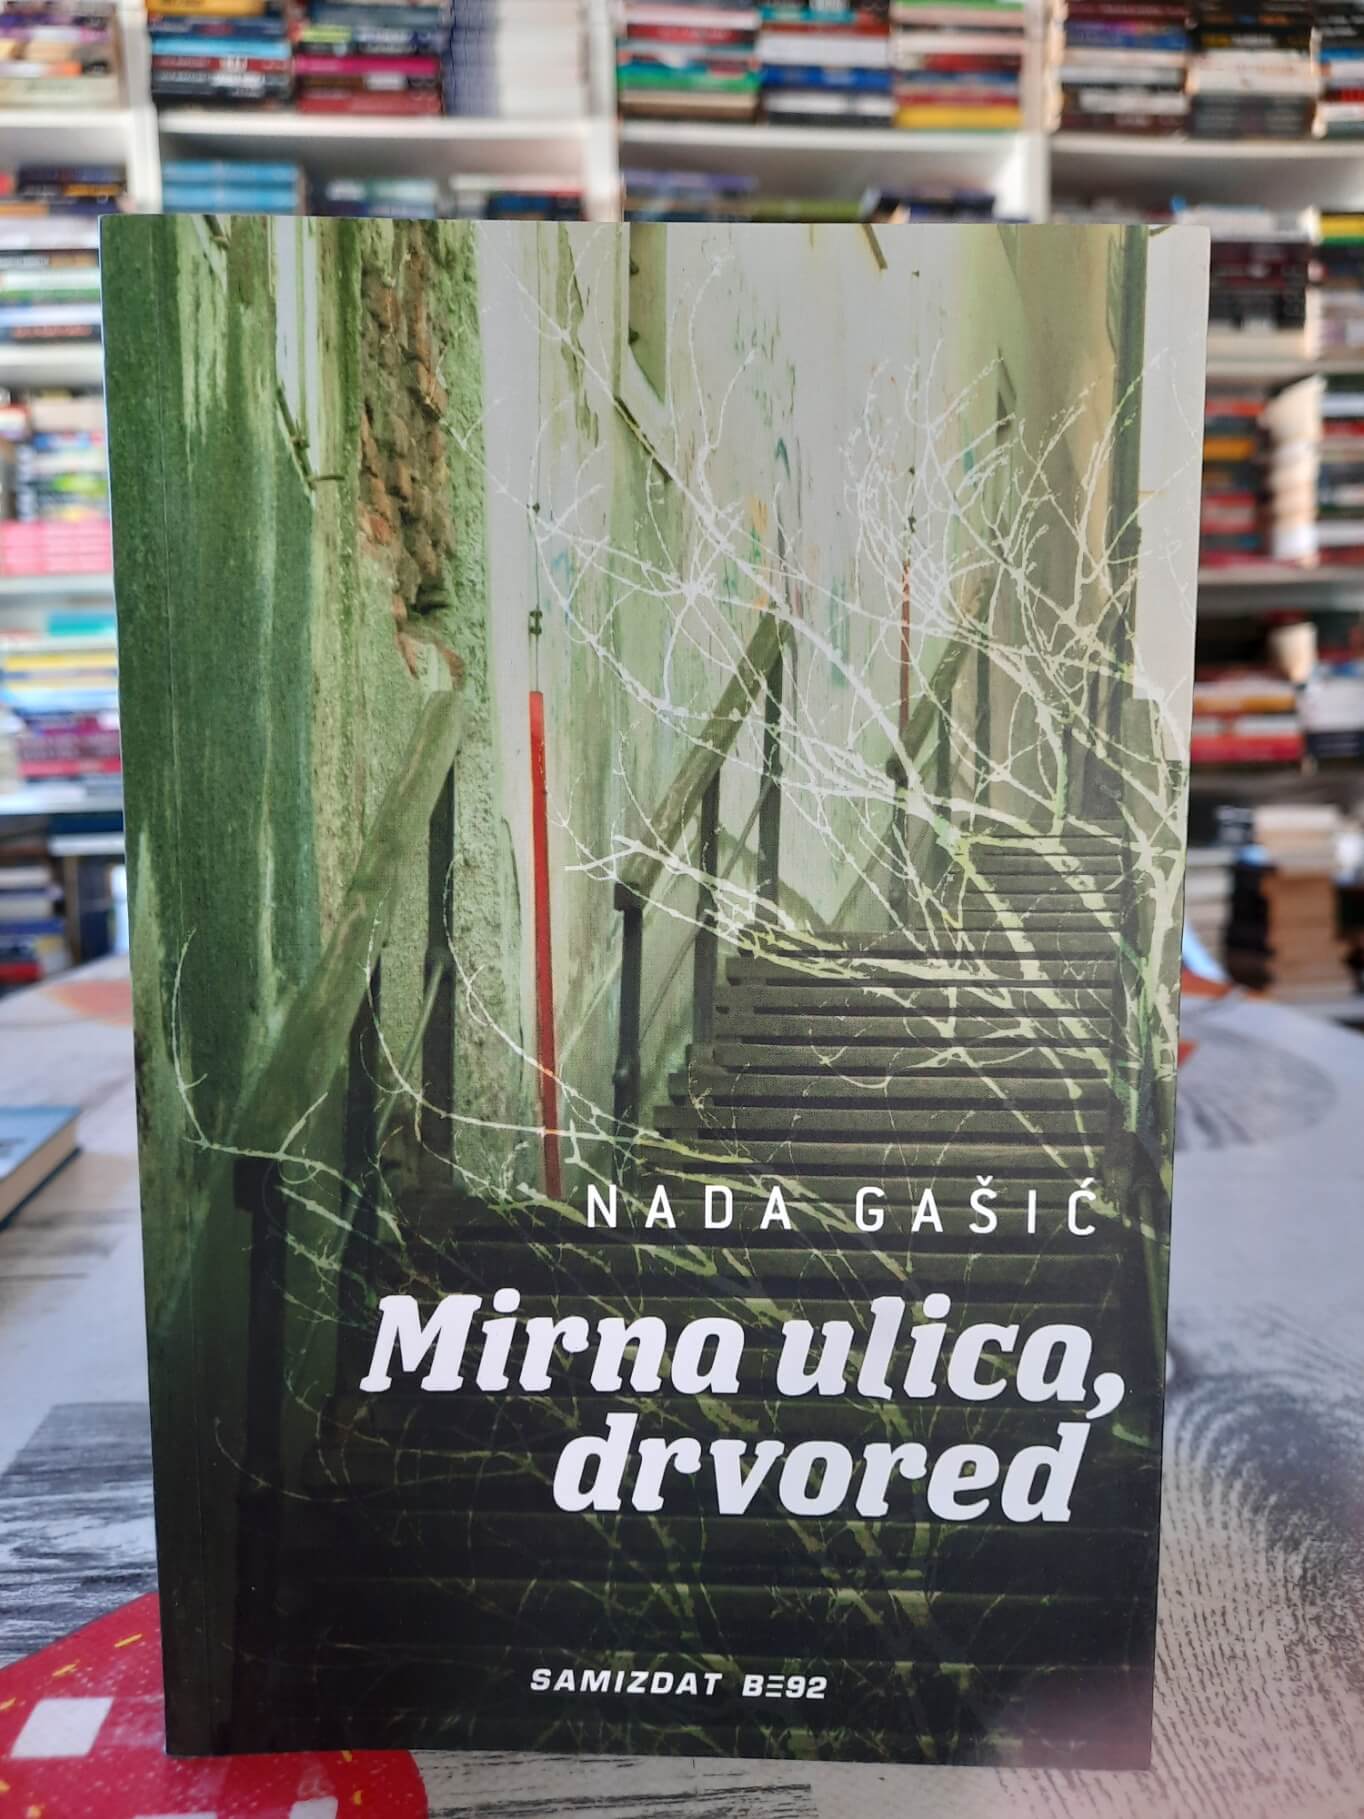 NADA GAŠIĆ
Mirna ulica,
drvored
SAMIZDAT B92